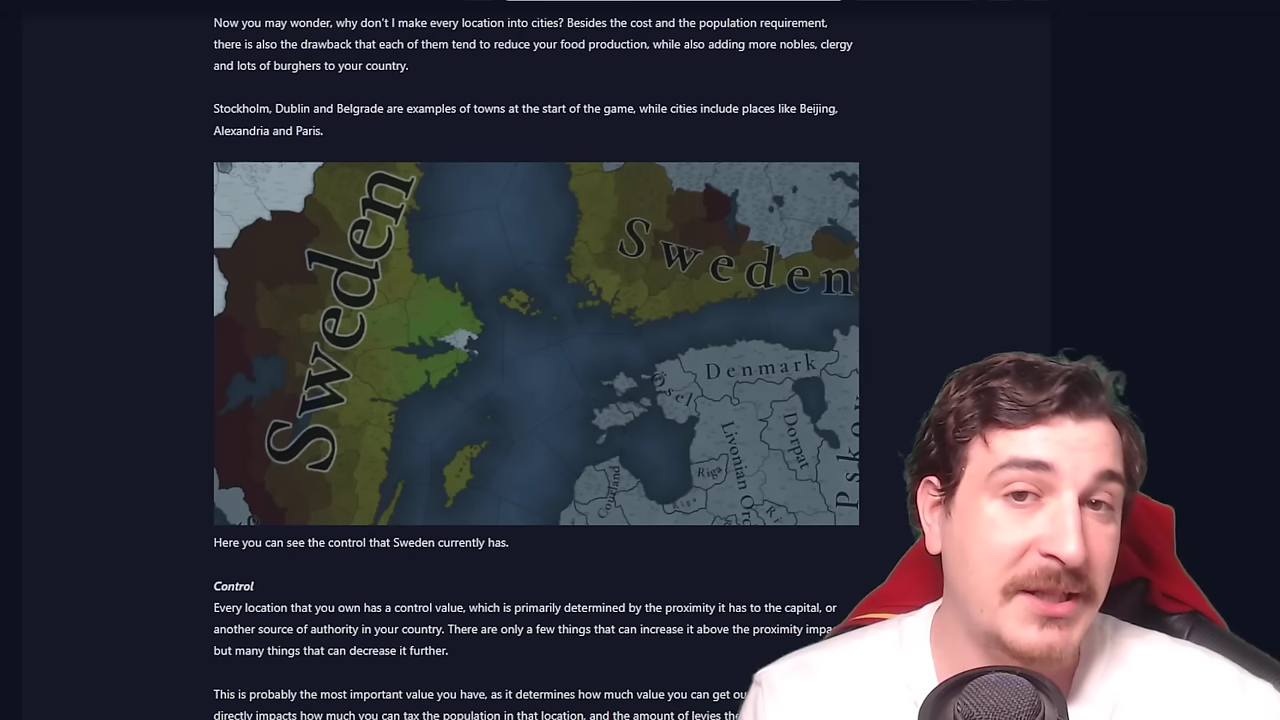 Now you may wonder, why don't I make every location into cities? Besides the cost and the population requirement,
there is also the drawback that each of them tend to reduce your food production, while also adding more nobles, clergy
and lots of burghers to your country.
Stockholm, Dublin and Belgrade are examples of towns at the start of the game, while cities include places like Beijing,
Alexandria and Paris.
Sweden
Sweden
Denmark
Ösel
Dorpat
Livonian Or
Riga
Courland
Psko
Here you can see the control that Sweden currently has.
Control
Every location that you own has a control value, which is primarily determined by the proximity it has to the capital, or
another source of authority in your country. There are only a few things that can increase it above the proximity impa
but many things that can decrease it further.
This is probably the most important value you have, as it determines how much value you can get ou
directly impacts how much you can tax the population in that location, and the amount of levies the